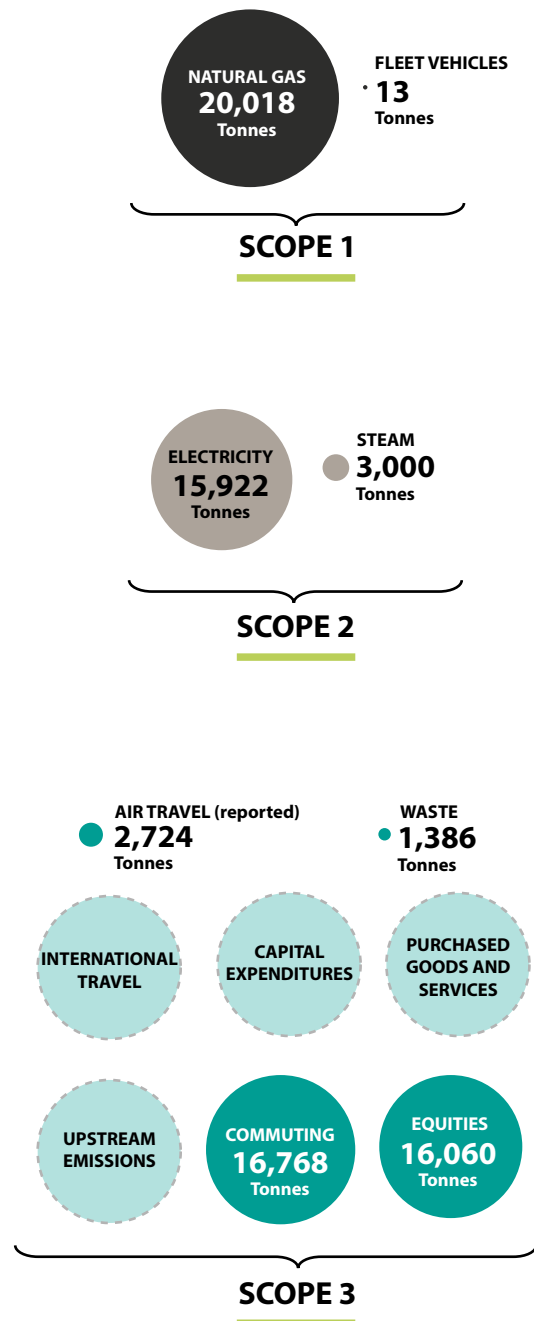 NATURAL GAS
20,018
Tonnes
FLEET VEHICLES
13
Tonnes
SCOPE 1
ELECTRICITY
15,922
Tonnes
STEAM
3,000
Tonnes
SCOPE 2
AIR TRAVEL (reported)
2,724
Tonnes
WASTE
1,386
Tonnes
INTERNATIONAL
TRAVEL
CAPITAL
EXPENDITURES
PURCHASED
GOODS AND
SERVICES
UPSTREAM
EMISSIONS
COMMUTING
16,768
Tonnes
EQUITIES
16,060
Tonnes
SCOPE 3